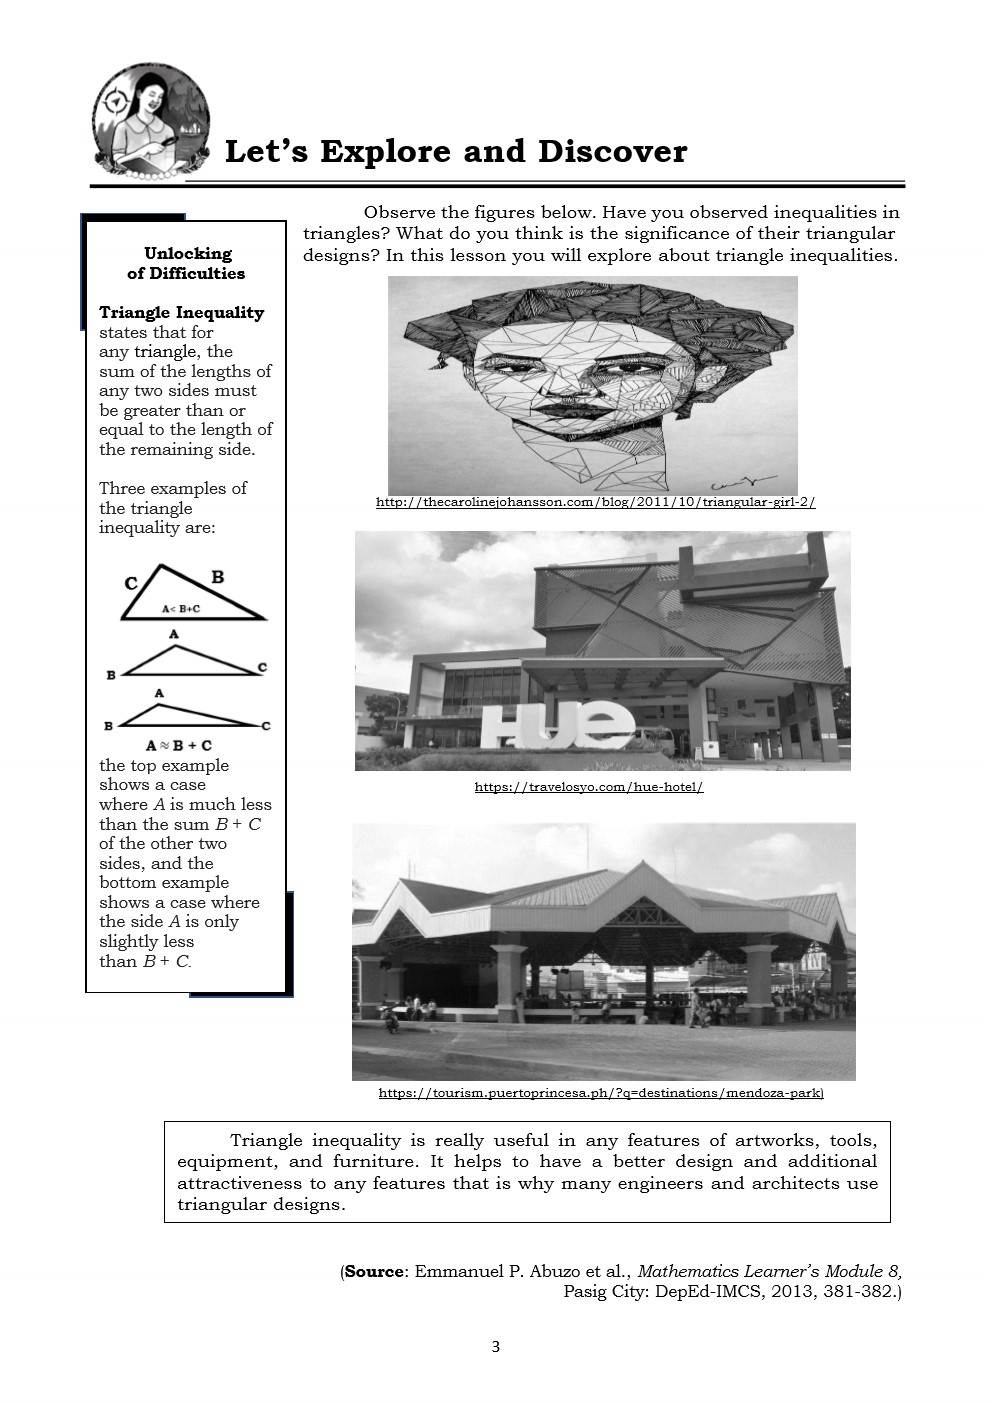 Let's Explore and Discover
Unlocking
of Difficulties
Triangle Inequality
states that for
any triangle, the
sum of the lengths of
any two sides must
be greater than or
equal to the length of
the remaining side.
Three examples of
the triangle
inequality are:
C
B
A< B+C
A
B
C
A
B
C
A ≈ B + C
the top example
shows a case
where A is much less
than the sum B + C
of the other two
sides, and the
bottom example
shows a case where
the side A is only
slightly less
than B + C.
Observe the figures below. Have you observed inequalities in
triangles? What do you think is the significance of their triangular
designs? In this lesson you will explore about triangle inequalities.
http://thecarolinejohansson.com/blog/2011/10/triangular-girl-2/
HUe
https://travelosyo.com/hue-hotel/
https://tourism.puertoprincesa.ph/?q=destinations/mendoza-park)
Triangle inequality is really useful in any features of artworks, tools,
equipment, and furniture. It helps to have a better design and additional
attractiveness to any features that is why many engineers and architects use
triangular designs.
(Source: Emmanuel P. Abuzo et al., Mathematics Learner's Module 8,
Pasig City: DepEd-IMCS, 2013, 381-382.)
3